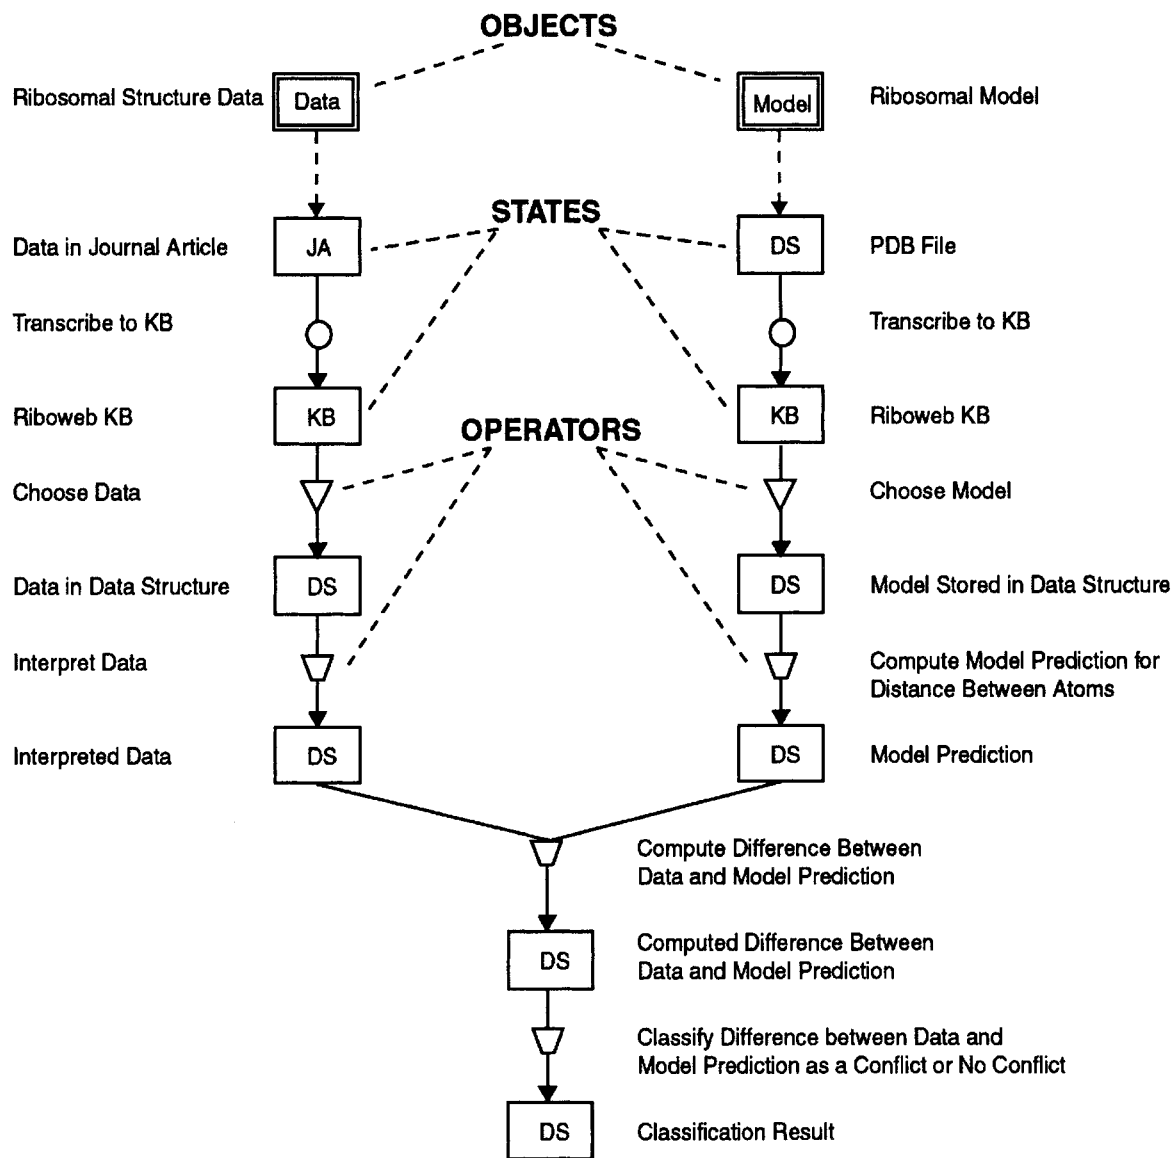 OBJECTS
Ribosomal Structure Data
Data
Model
Ribosomal Model
STATES
Data in Journal Article
JA
DS
PDB File
Transcribe to KB
Transcribe to KB
Riboweb KB
KB
KB
Riboweb KB
OPERATORS
Choose Data
Choose Model
Data in Data Structure
DS
DS
Model Stored in Data Structure
Interpret Data
Compute Model Prediction for
Distance Between Atoms
Interpreted Data
DS
DS
Model Prediction
Compute Difference Between
Data and Model Prediction
DS
Computed Difference Between
Data and Model Prediction
Classify Difference between Data and
Model Prediction as a Conflict or No Conflict
DS
Classification Result